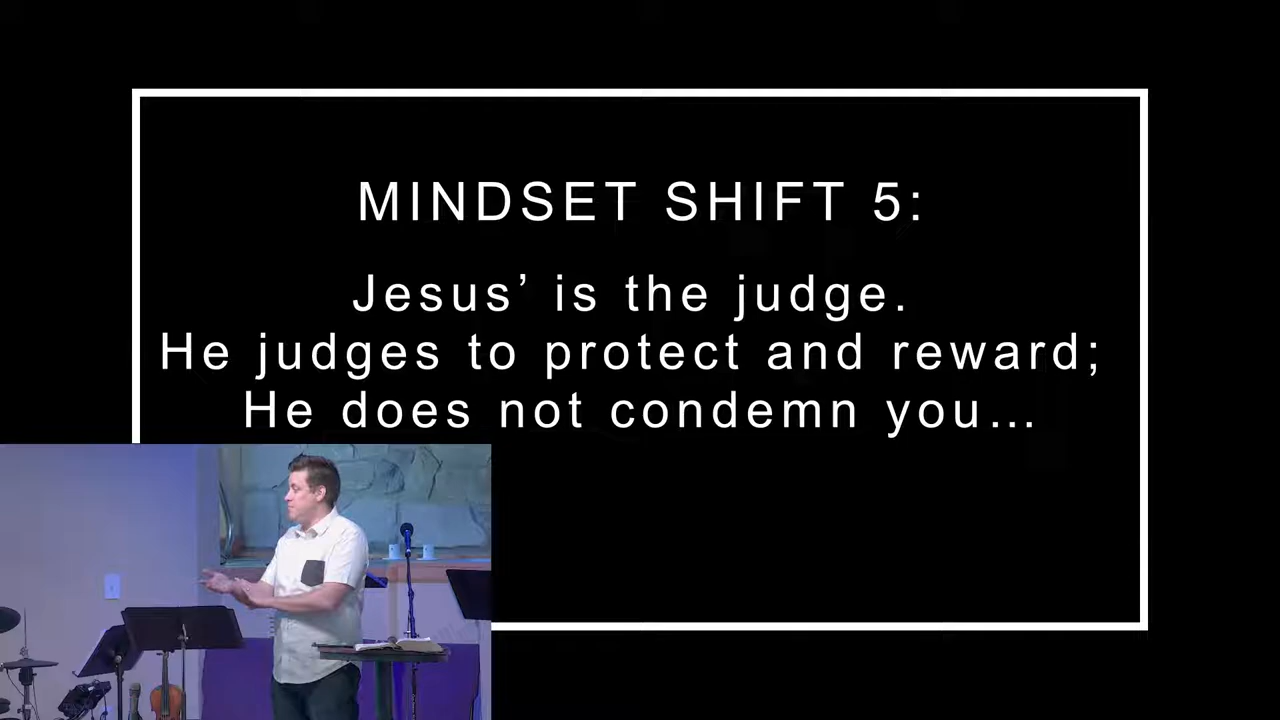 MINDSET SHIFT 5:
Jesus’ is the judge.
He judges to protect and reward;
He does not condemn you…